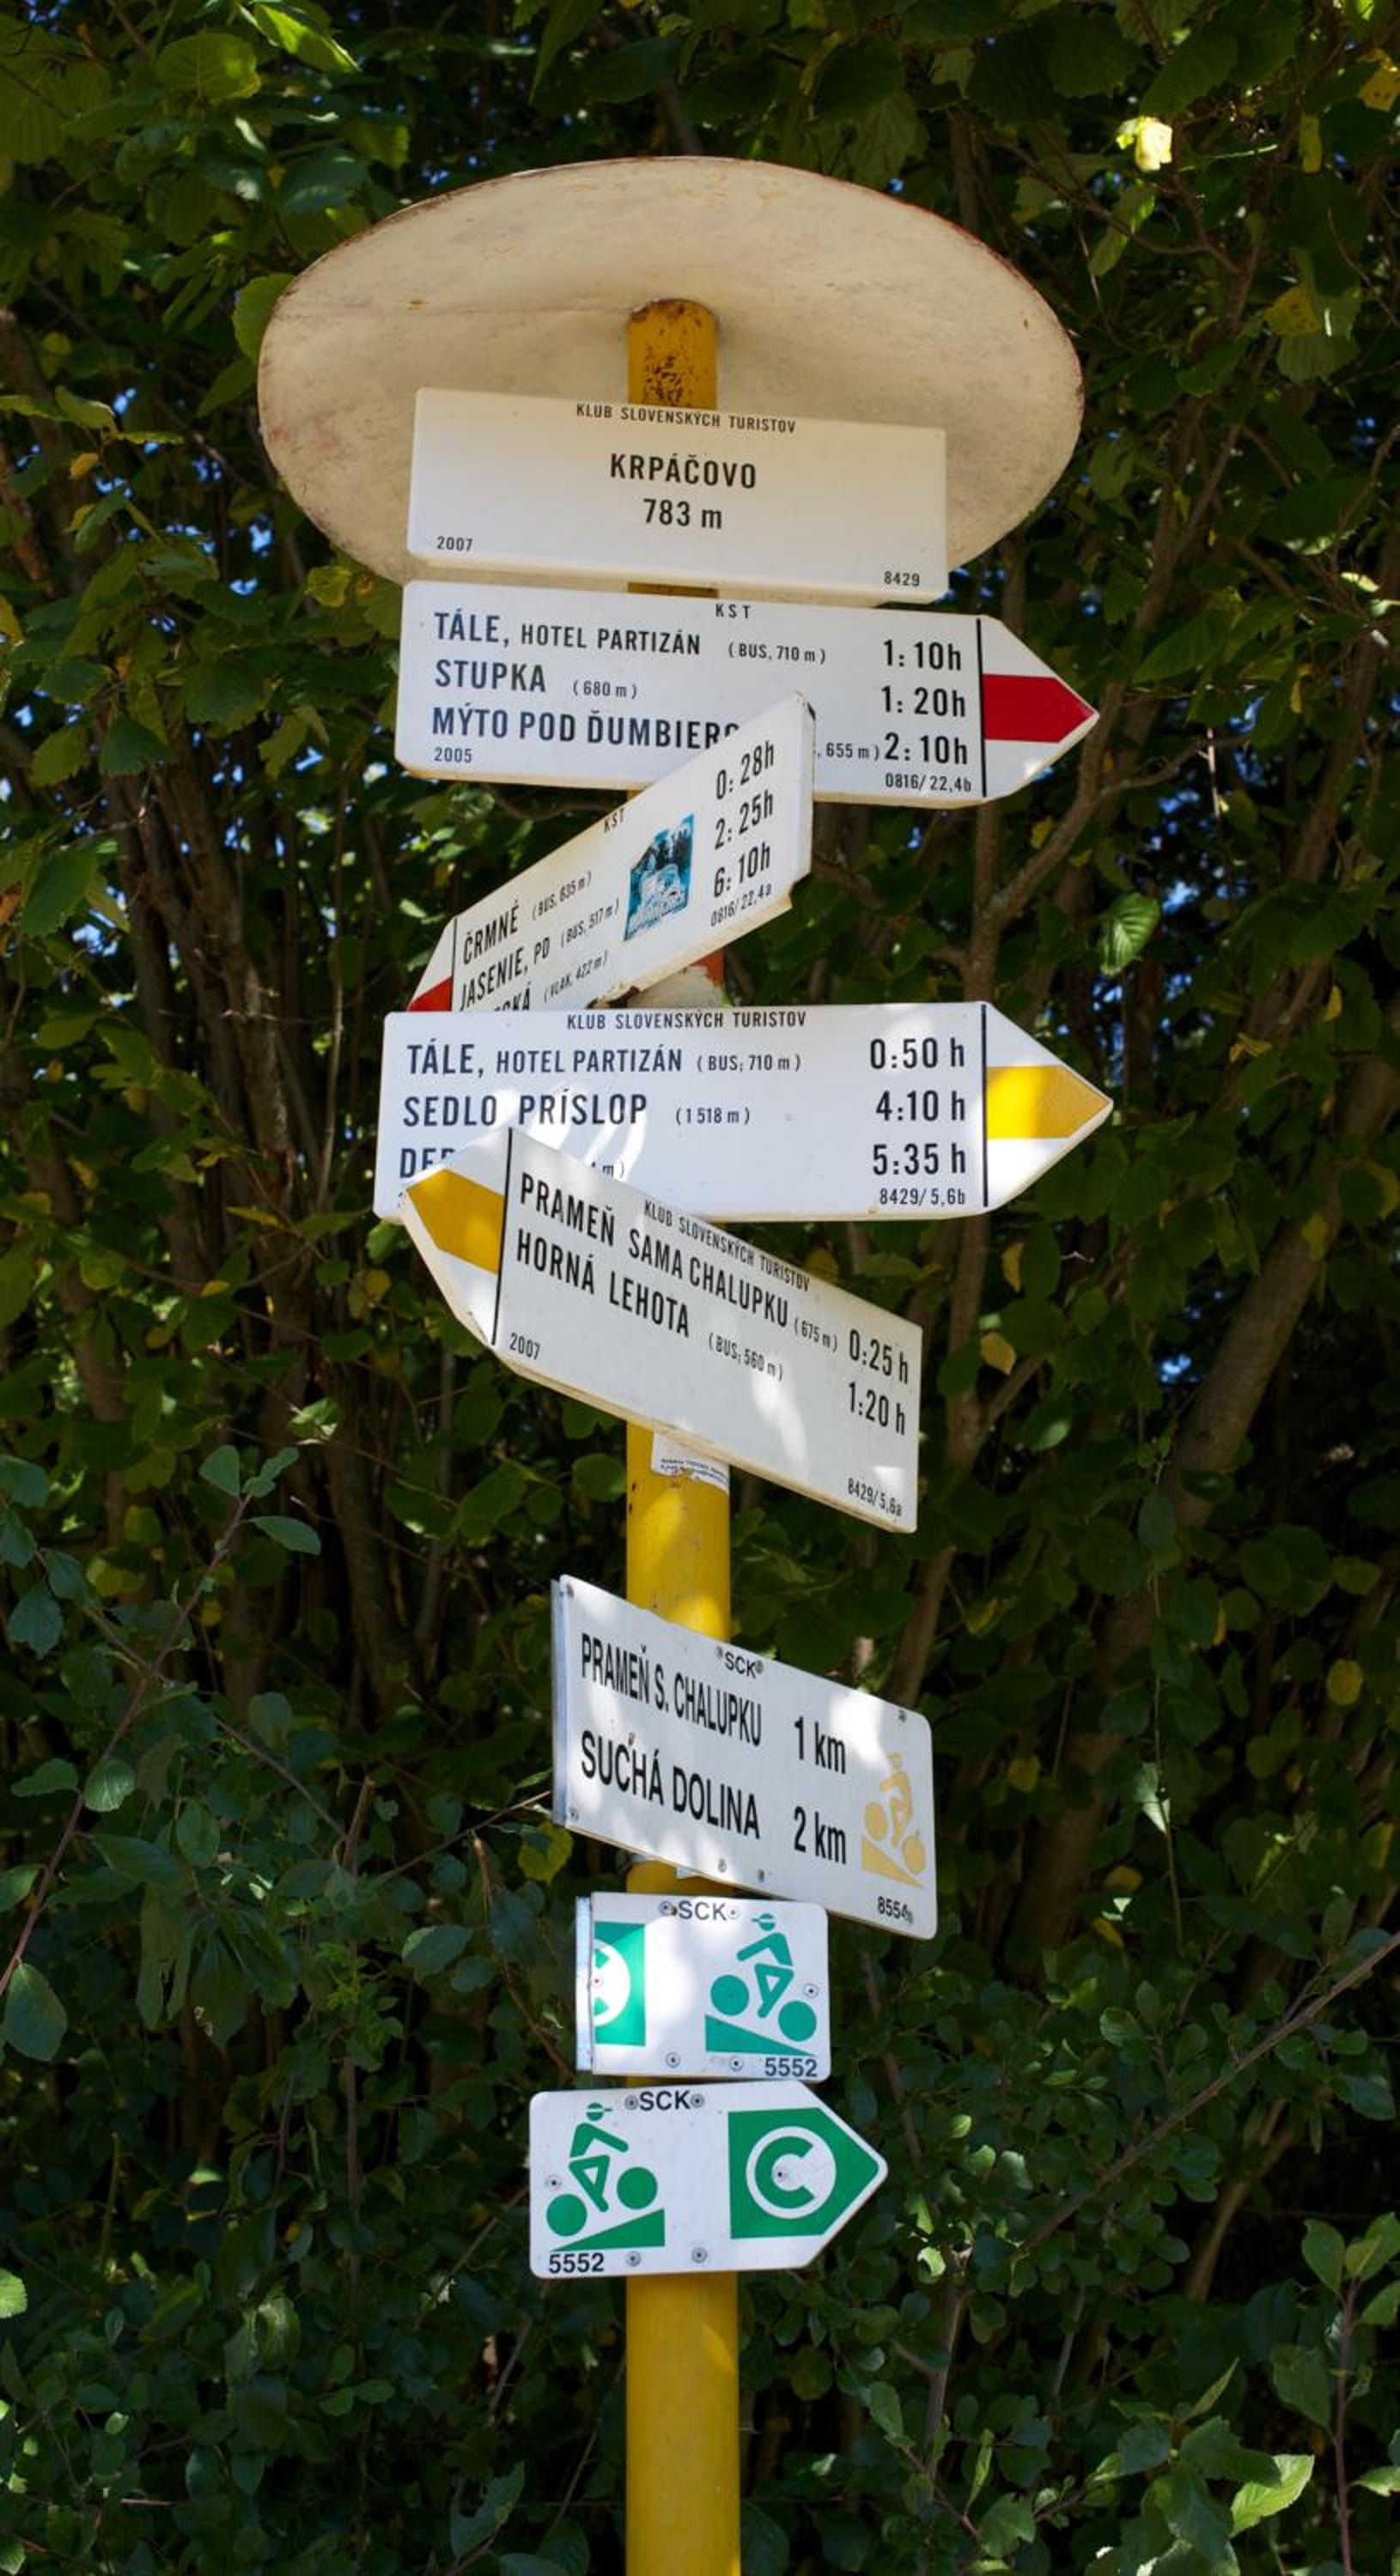 KLUB SLOVENSKÝCH TURISTOV
KRPÁČOVO
783 m
2007
8429
KST
TÁLE, HOTEL PARTIZÁN (BUS, 710 m) 1:10h
STUPKA (680 m) 1:20h
MÝTO POD 655 m) 2:10h
2005
0816/22,4b
KST
ČRMNÉ (BUS, 635 m) 0:28h
JASENIE, PD (BUS, 517 m) 2:25h
(VLAK, 422 m) 6:10h
0816/22,4a
KLUB SLOVENSKÝCH TURISTOV
TÁLE, HOTEL PARTIZÁN (BUS; 710 m) 0:50 h
SEDLO PRÍSLOP (1518 m) 4:10 h
m) 5:35 h
8429/5,6b
KLUB SLOVENSKÝCH TURISTOV
PRAMEŇ SAMA CHALUPKU (675 m) 0:25 h
HORNÁ LEHOTA (BUS; 560 m) 1:20 h
2007
8429/5,6a
SCK
PRAMEŇ S. CHALUPKU 1 km
SUCHÁ DOLINA 2 km
8554
SCK
5552
SCK
C
5552